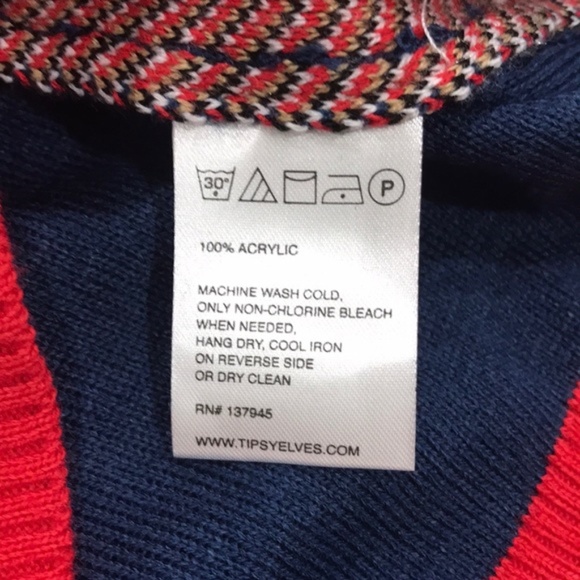 30°
P
100% ACRYLIC
MACHINE WASH COLD,
ONLY NON-CHLORINE BLEACH
WHEN NEEDED,
HANG DRY, COOL IRON
ON REVERSE SIDE
OR DRY CLEAN
RN# 137945
WWW.TIPSYELVES.COM